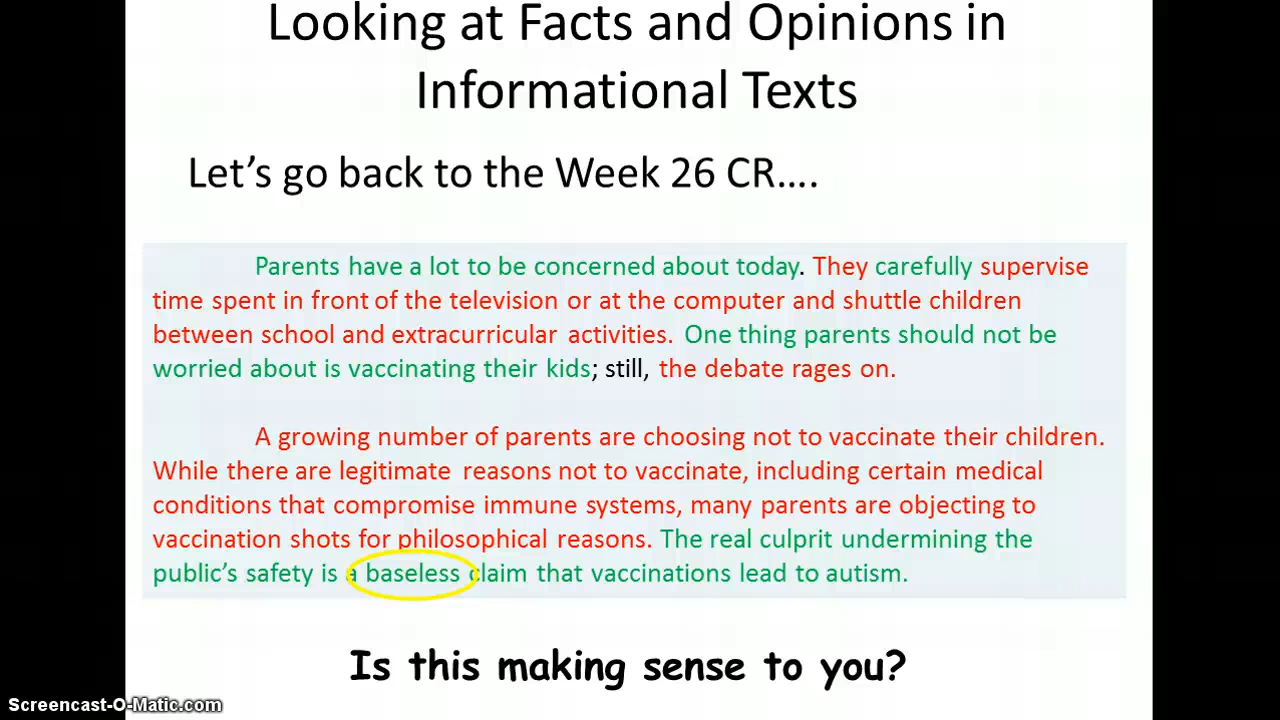 Looking at Facts and Opinions in
Informational Texts
Let's go back to the Week 26 CR....
Parents have a lot to be concerned about today. They carefully supervise
time spent in front of the television or at the computer and shuttle children
between school and extracurricular activities. One thing parents should not be
worried about is vaccinating their kids; still, the debate rages on.
A growing number of parents are choosing not to vaccinate their children.
While there are legitimate reasons not to vaccinate, including certain medical
conditions that compromise immune systems, many parents are objecting to
vaccination shots for philosophical reasons. The real culprit undermining the
public's safety is a baseless claim that vaccinations lead to autism.
Is this making sense to you?
Screencast-O-Matic.com